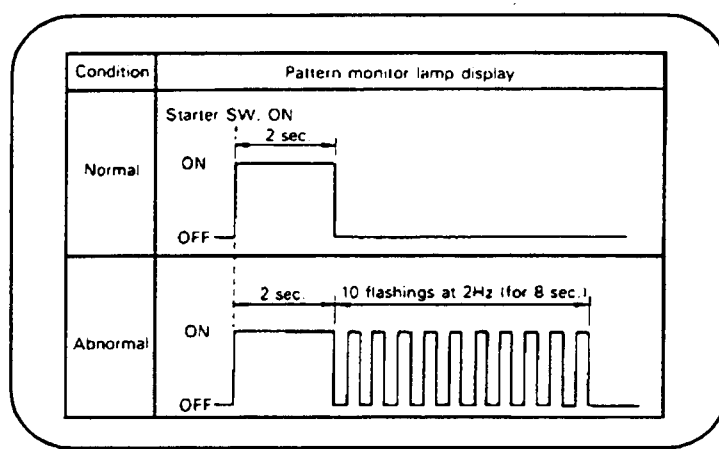 Condition Pattern monitor lamp display
Starter SW. ON
2 sec.
Normal ON
OFF
2 sec. 10 flashings at 2Hz (for 8 sec.)
Abnormal ON
OFF